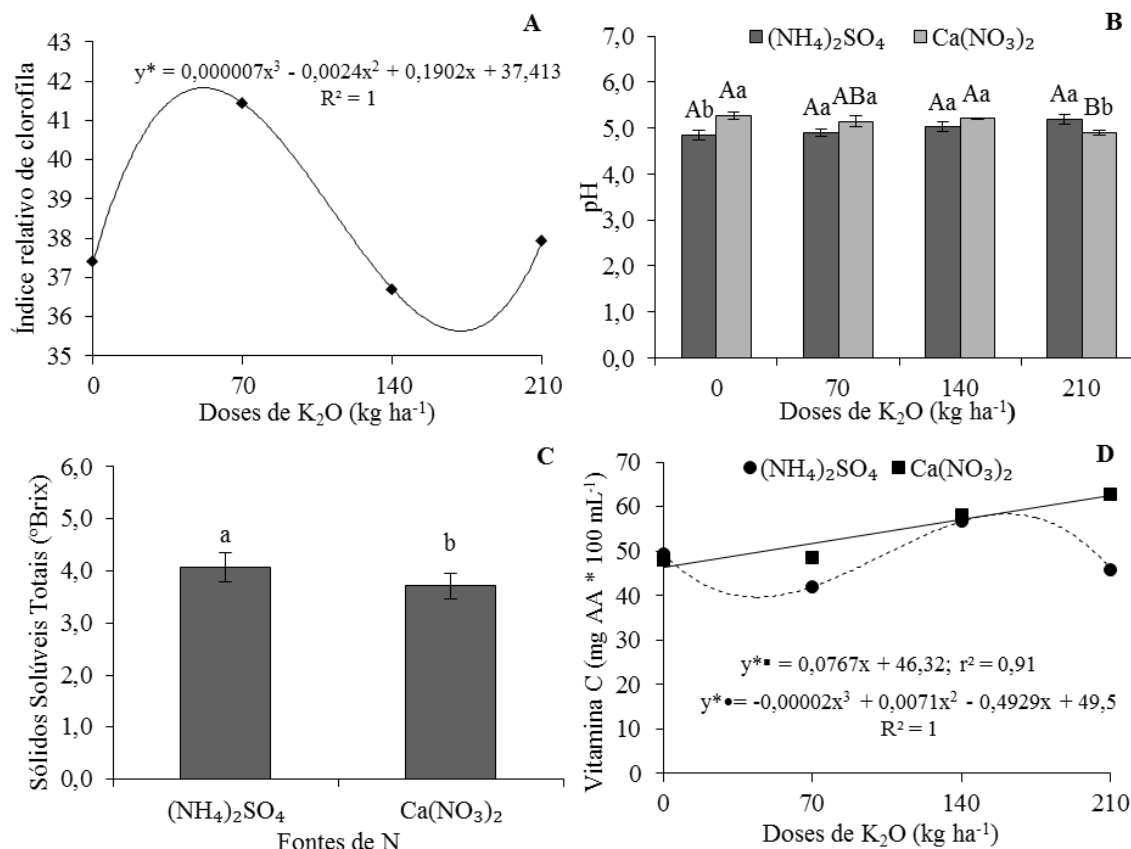 A
43
42
41
40
39
38
37
36
35
Índice relativo de clorofila
y* = 0,000007x³ - 0,0024x² + 0,1902x + 37,413
R² = 1
0 70 140 210
Doses de K₂O (kg ha⁻¹)
B
(NH₄)₂SO₄ Ca(NO₃)₂
7,0
6,0
5,0
4,0
3,0
2,0
1,0
0,0
pH
Ab Aa Aa ABa Aa Aa Aa Bb
0 70 140 210
Doses de K₂O (kg ha⁻¹)
C
6,0
5,0
4,0
3,0
2,0
1,0
0,0
Sólidos Solúveis Totais (ºBrix)
a b
(NH₄)₂SO₄ Ca(NO₃)₂
Fontes de N
D
(NH₄)₂SO₄ Ca(NO₃)₂
70
60
50
40
30
20
10
0
Vitamina C (mg AA * 100 mL⁻¹)
y*▪ = 0,0767x + 46,32; r² = 0,91
y*•= -0,00002x³ + 0,0071x² - 0,4929x + 49,5
R² = 1
0 70 140 210
Doses de K₂O (kg ha⁻¹)